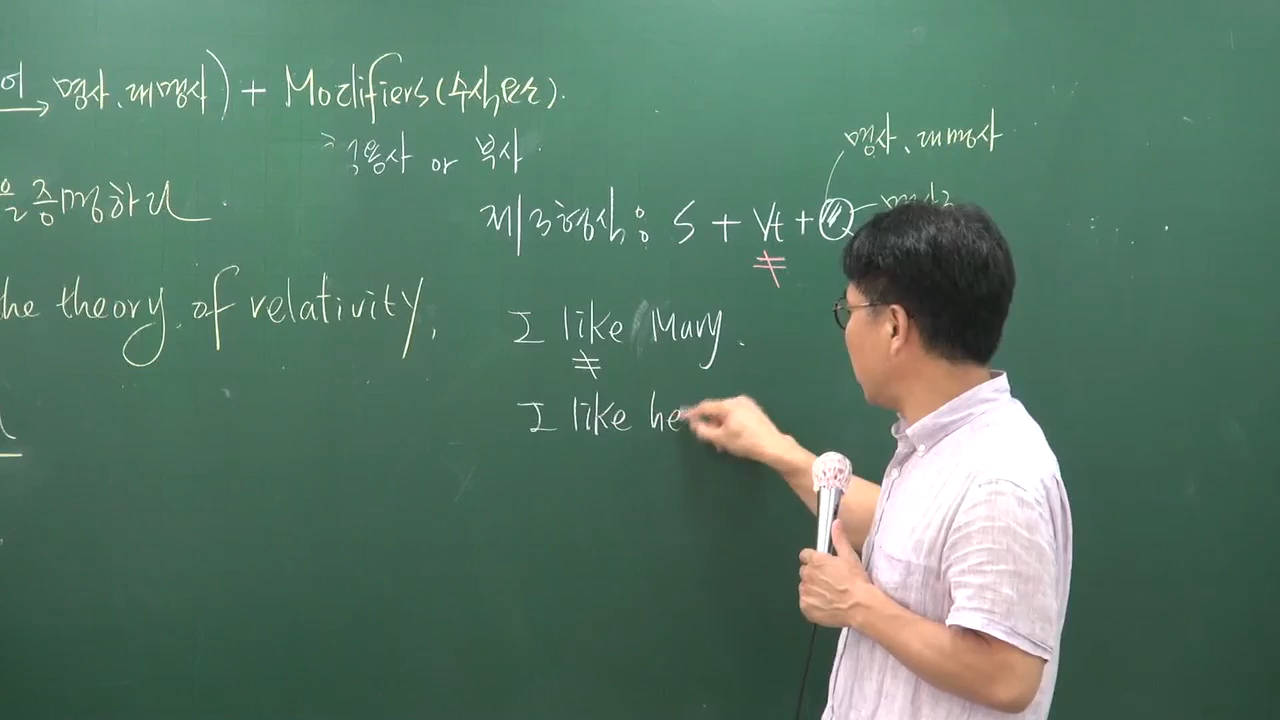 어 → 명사, 대명사) + Modifiers(수식요소).
형용사 or 부사
명사, 대명사
을 증명하라.
제3형식: S + Vt + O
the theory of relativity,
I like Mary.
I like he